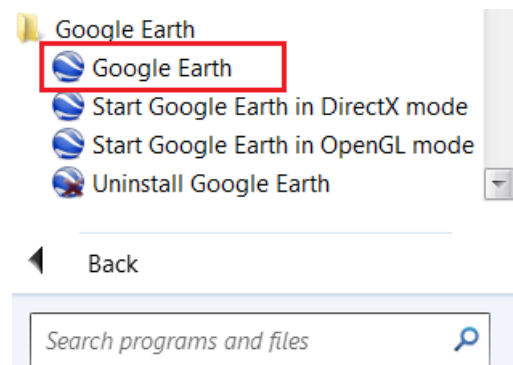 Google Earth
Google Earth
Start Google Earth in DirectX mode
Start Google Earth in OpenGL mode
Uninstall Google Earth
Back
Search programs and files